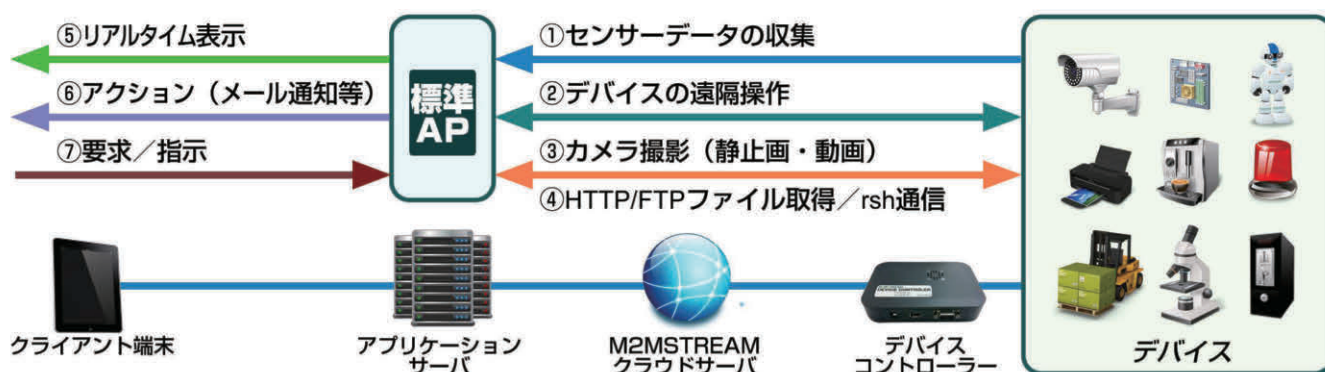 ⑤リアルタイム表示
⑥アクション（メール通知等）
⑦要求／指示
標準
AP
①センサーデータの収集
②デバイスの遠隔操作
③カメラ撮影（静止画・動画）
④HTTP/FTPファイル取得／rsh通信
クライアント端末
アプリケーション
サーバ
M2MSTREAM
クラウドサーバ
DEVICE CONTROLLER
デバイス
コントローラー
デバイス